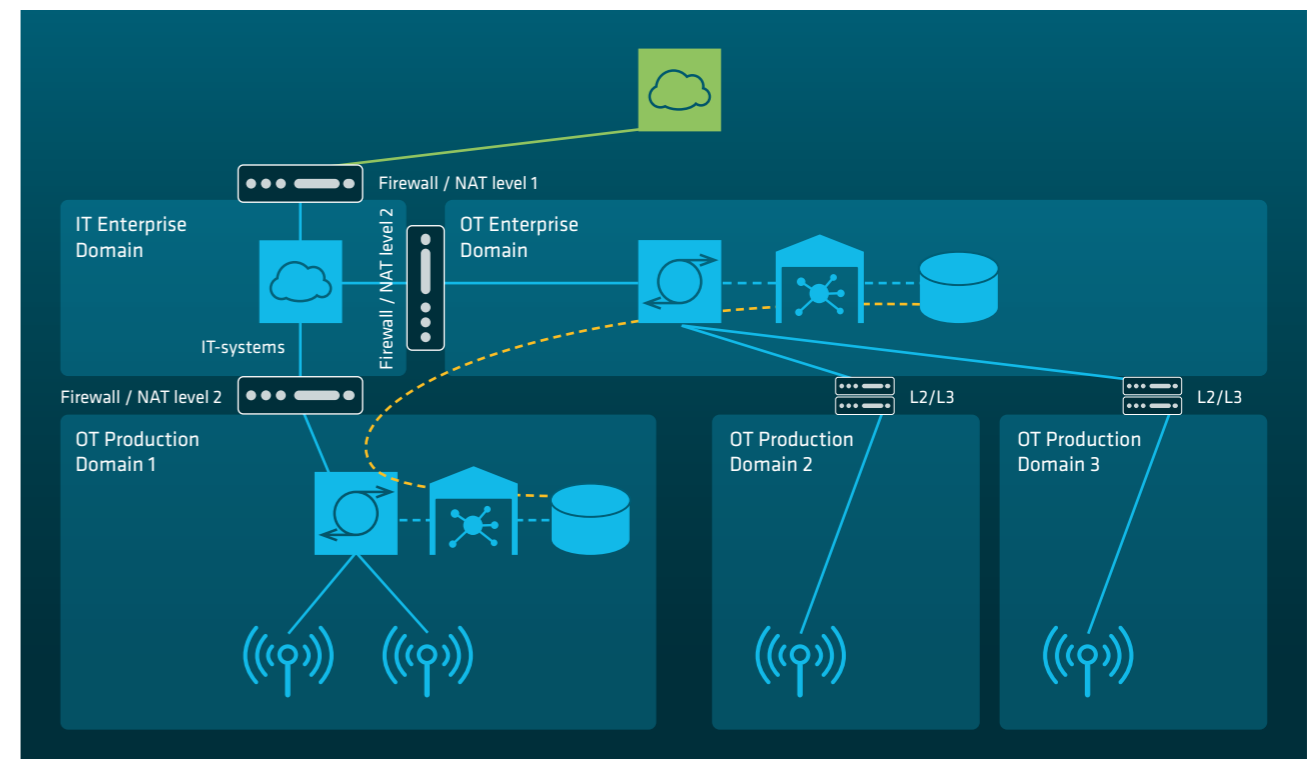 Firewall / NAT level 1
IT Enterprise
Domain
Firewall / NAT level 2
OT Enterprise
Domain
IT-systems
Firewall / NAT level 2
L2/L3
L2/L3
OT Production
Domain 1
OT Production
Domain 2
OT Production
Domain 3